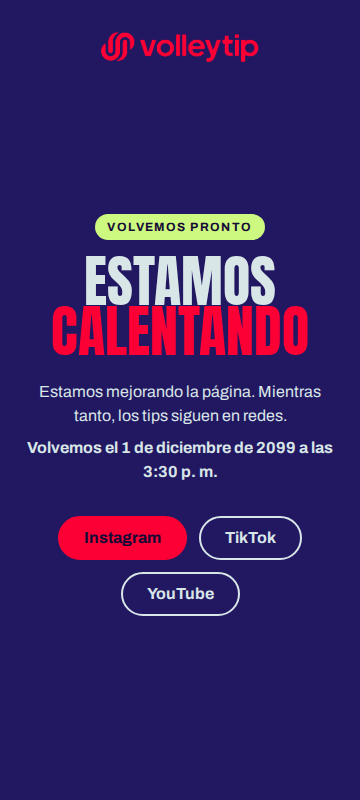 volleytip
VOLVEMOS PRONTO
ESTAMOS
CALENTANDO
Estamos mejorando la página. Mientras
tanto, los tips siguen en redes.
Volvemos el 1 de diciembre de 2099 a las
3:30 p. m.
Instagram
TikTok
YouTube